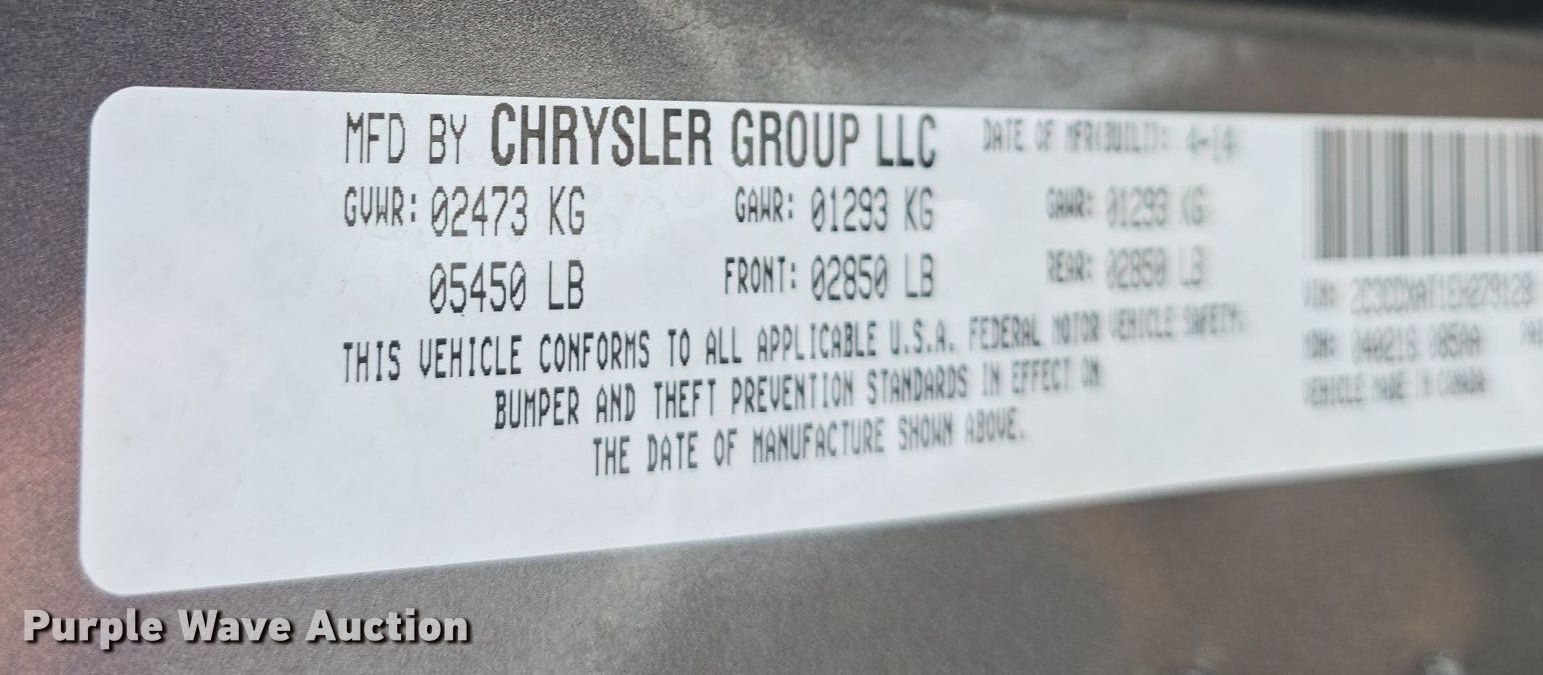 MFD BY CHRYSLER GROUP LLC DATE OF MFR(BUILT): 4-14
GVWR: 02473 KG GAWR: 01293 KG GAWR: 01293 KG
05450 LB FRONT: 02850 LB REAR: 02850 LB
THIS VEHICLE CONFORMS TO ALL APPLICABLE U.S.A. FEDERAL MOTOR VEHICLE SAFETY,
BUMPER AND THEFT PREVENTION STANDARDS IN EFFECT ON
THE DATE OF MANUFACTURE SHOWN ABOVE.
VIN:
MDH:
VEHICLE MADE IN CANADA
Purple Wave Auction